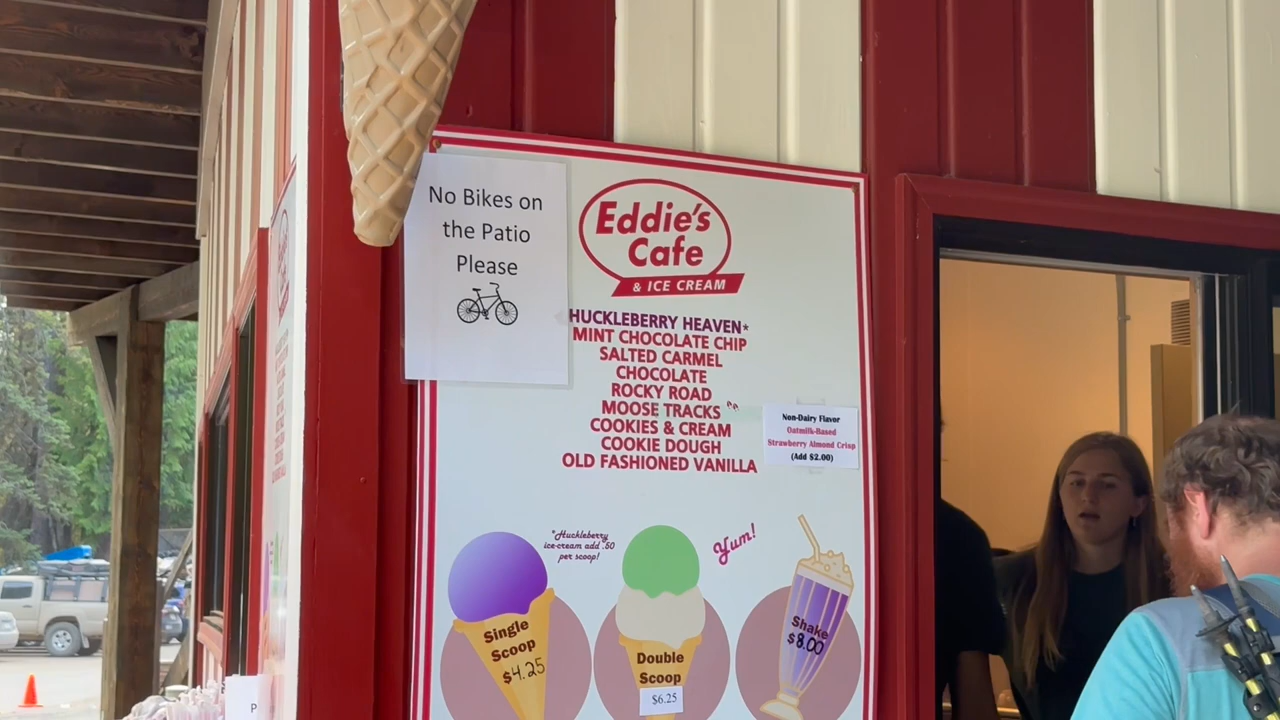 No Bikes on
the Patio
Please
Eddie's
Cafe
& ICE CREAM
HUCKLEBERRY HEAVEN*
MINT CHOCOLATE CHIP
SALTED CARMEL
CHOCOLATE
ROCKY ROAD
MOOSE TRACKS
COOKIES & CREAM
COOKIE DOUGH
OLD FASHIONED VANILLA
Non-Dairy Flavor
Oatmilk-Based
Strawberry Almond Crisp
(Add $2.00)
*Huckleberry
ice-cream add .50
per scoop!
Yum!
Single
Scoop
$4.25
Double
Scoop
$6.25
Shake
$8.00
P